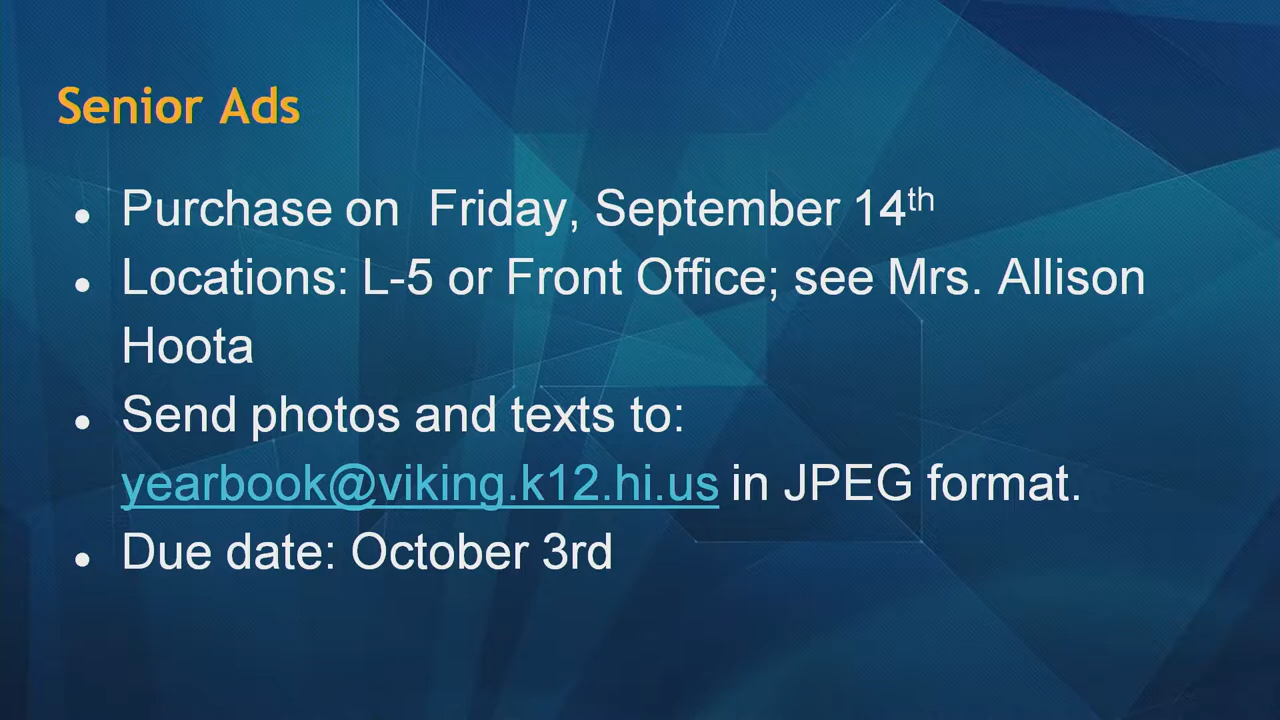 Senior Ads
• Purchase on  Friday, September 14th
• Locations: L-5 or Front Office; see Mrs. Allison
Hoota
• Send photos and texts to:
yearbook@viking.k12.hi.us in JPEG format.
• Due date: October 3rd